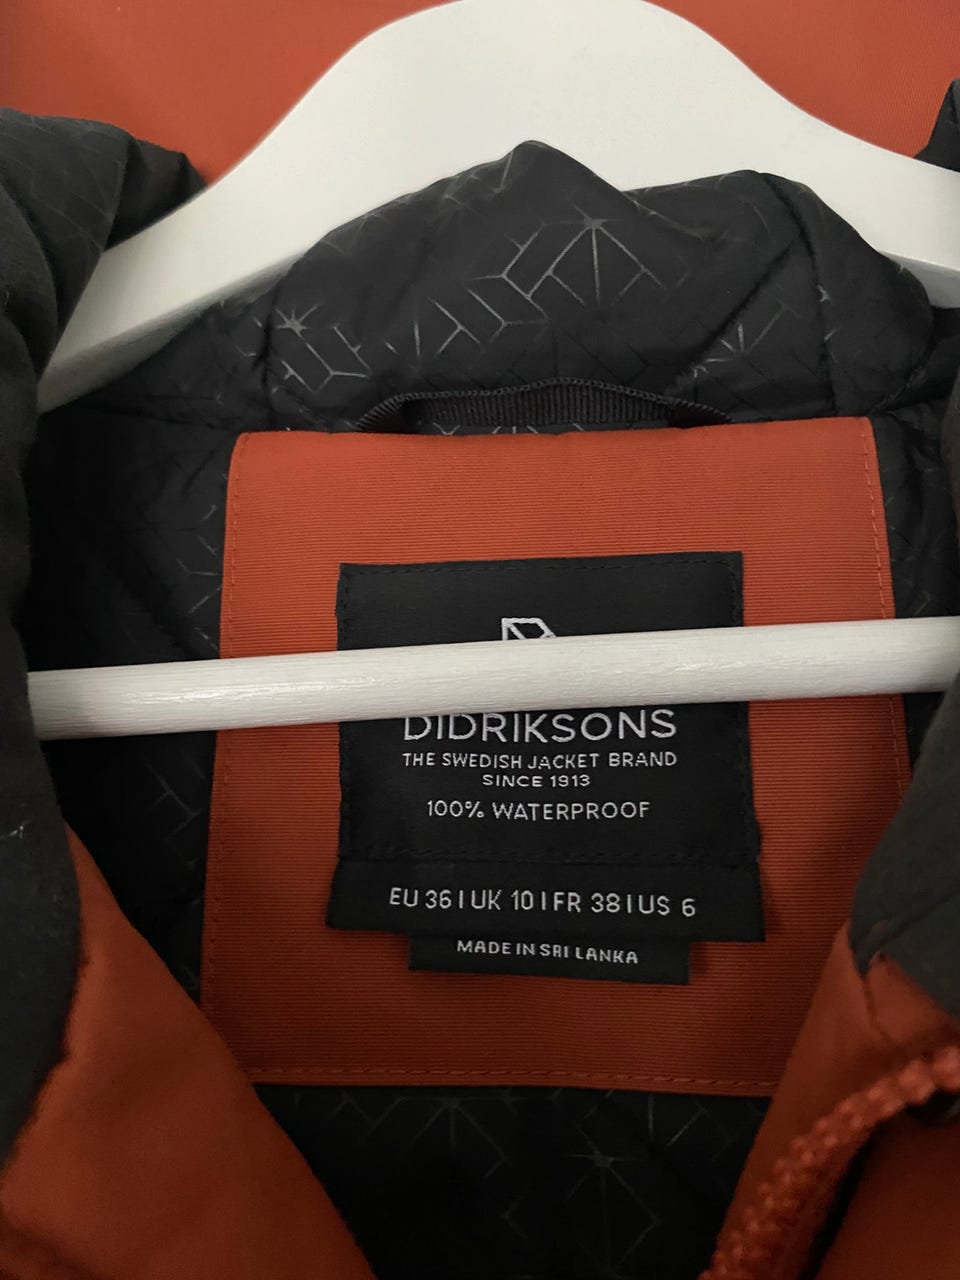 DIDRIKSONS
THE SWEDISH JACKET BRAND
SINCE 1913
100% WATERPROOF
EU 36 | UK 10 | FR 38 | US 6
MADE IN SRI LANKA